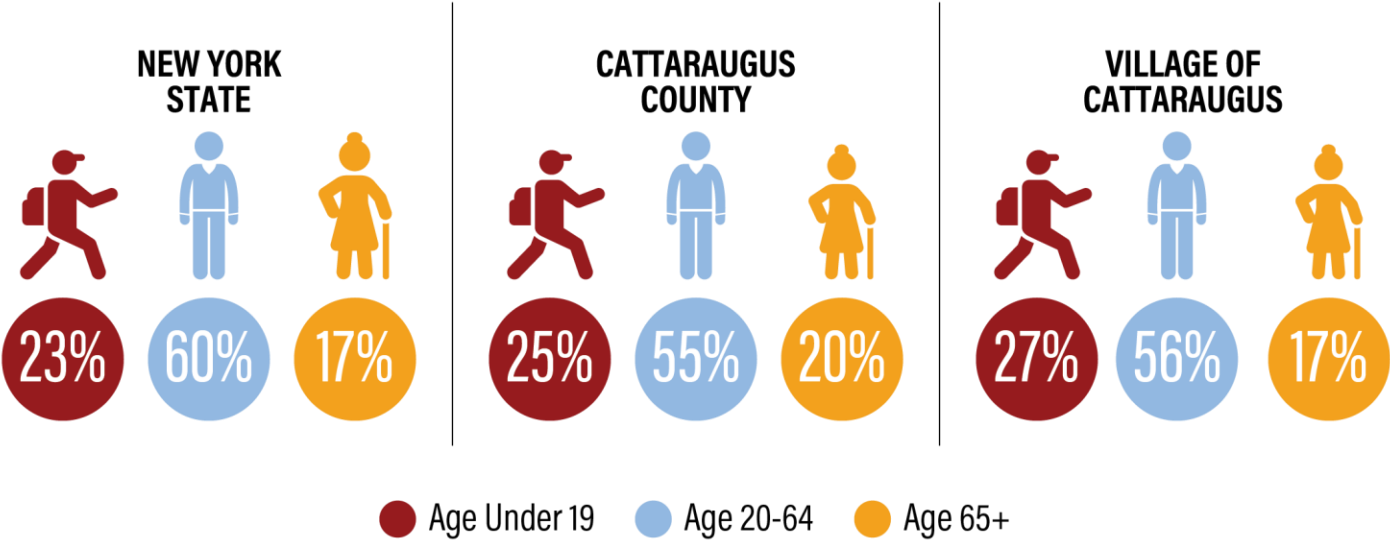 NEW YORK
STATE
23% 60% 17%
CATTARAUGUS
COUNTY
25% 55% 20%
VILLAGE OF
CATTARAUGUS
27% 56% 17%
Age Under 19 Age 20-64 Age 65+